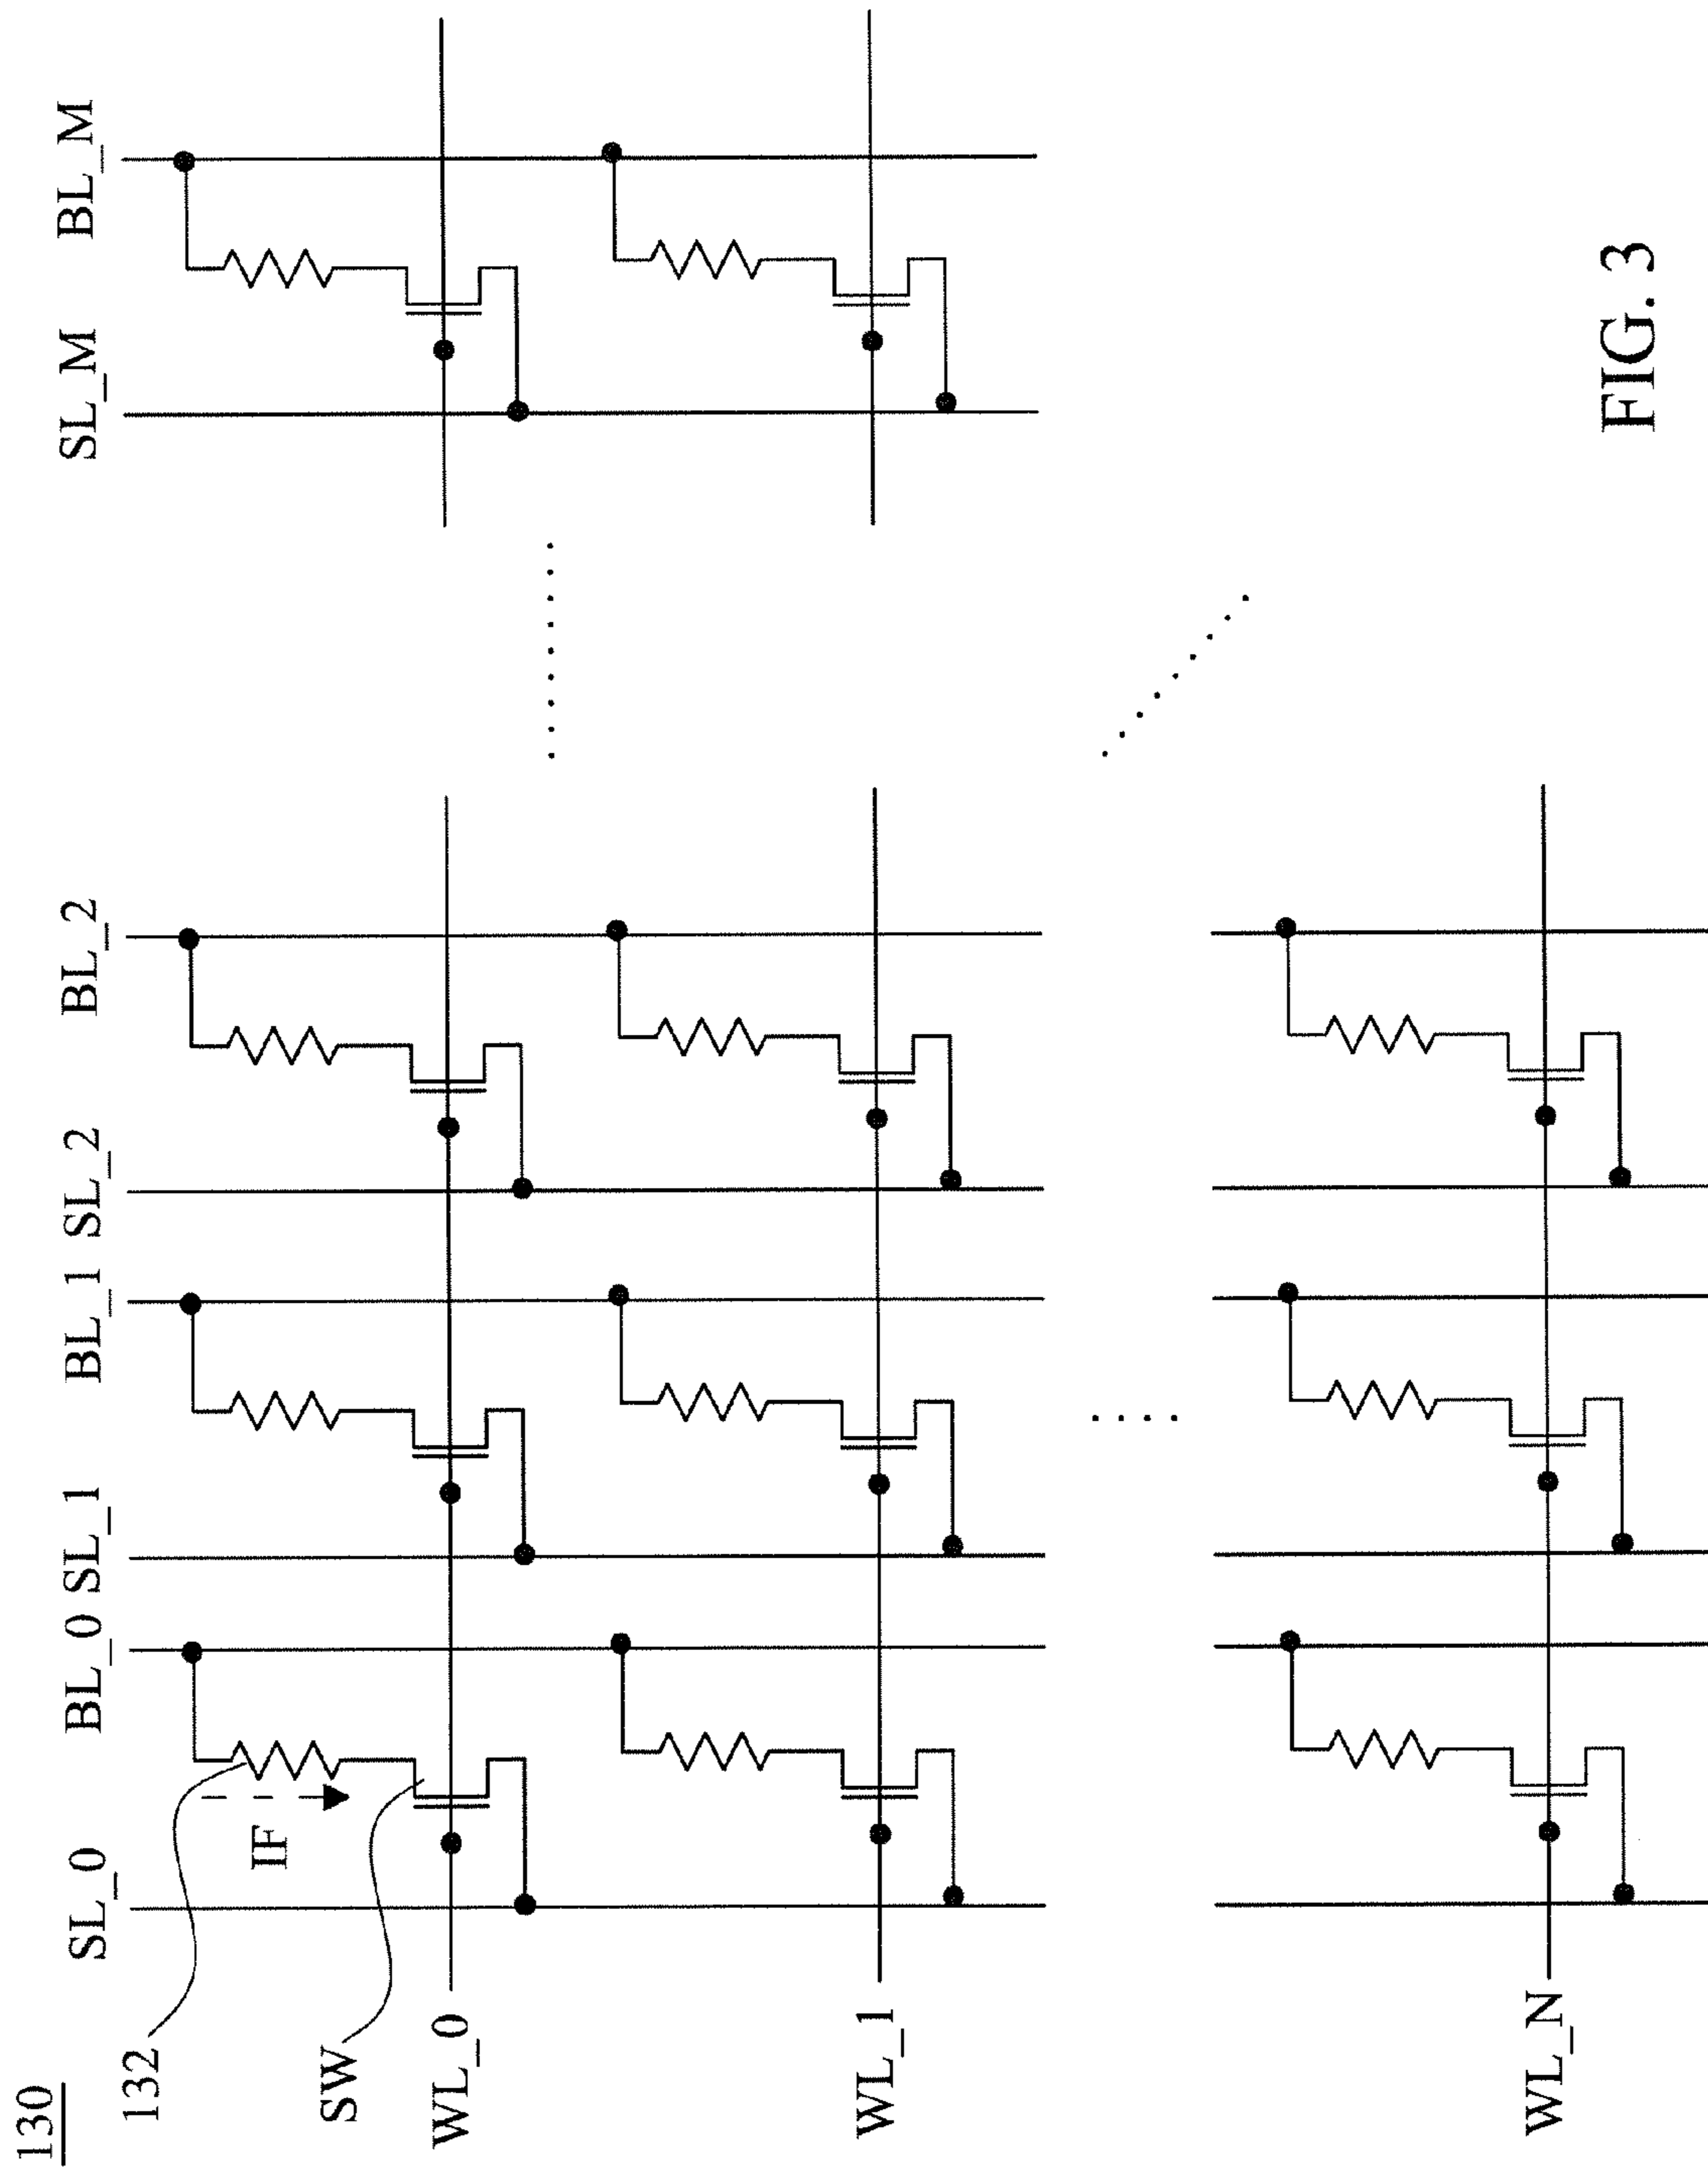 130
SL_0 BL_0 SL_1 BL_1 SL_2 BL_2 SL_M BL_M
132
IF
SW
WL_0
WL_1
WL_N
FIG. 3